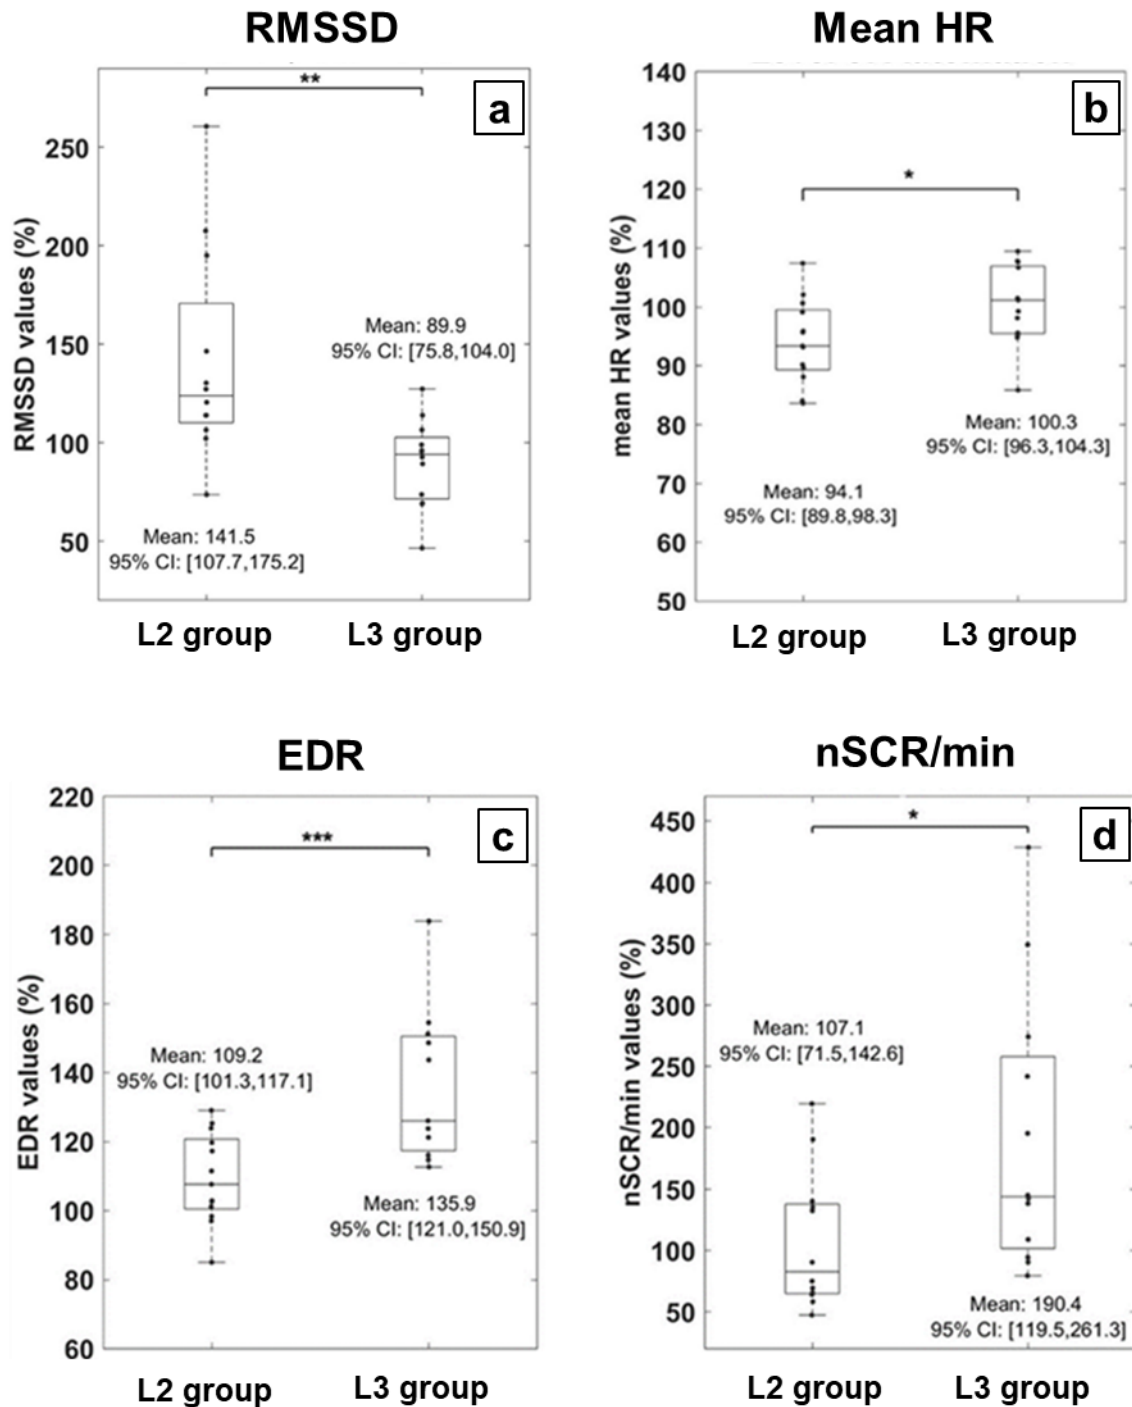 RMSSD
**
a
250
200
150
100
50
RMSSD values (%)
Mean: 89.9
95% CI: [75.8,104.0]
Mean: 141.5
95% CI: [107.7,175.2]
L2 group
L3 group
Mean HR
140
130
120
110
100
90
80
70
60
50
mean HR values (%)
*
b
Mean: 100.3
95% CI: [96.3,104.3]
Mean: 94.1
95% CI: [89.8,98.3]
L2 group
L3 group
EDR
220
200
180
160
140
120
100
80
60
EDR values (%)
***
c
Mean: 109.2
95% CI: [101.3,117.1]
Mean: 135.9
95% CI: [121.0,150.9]
L2 group
L3 group
nSCR/min
450
400
350
300
250
200
150
100
50
nSCR/min values (%)
*
d
Mean: 107.1
95% CI: [71.5,142.6]
Mean: 190.4
95% CI: [119.5,261.3]
L2 group
L3 group